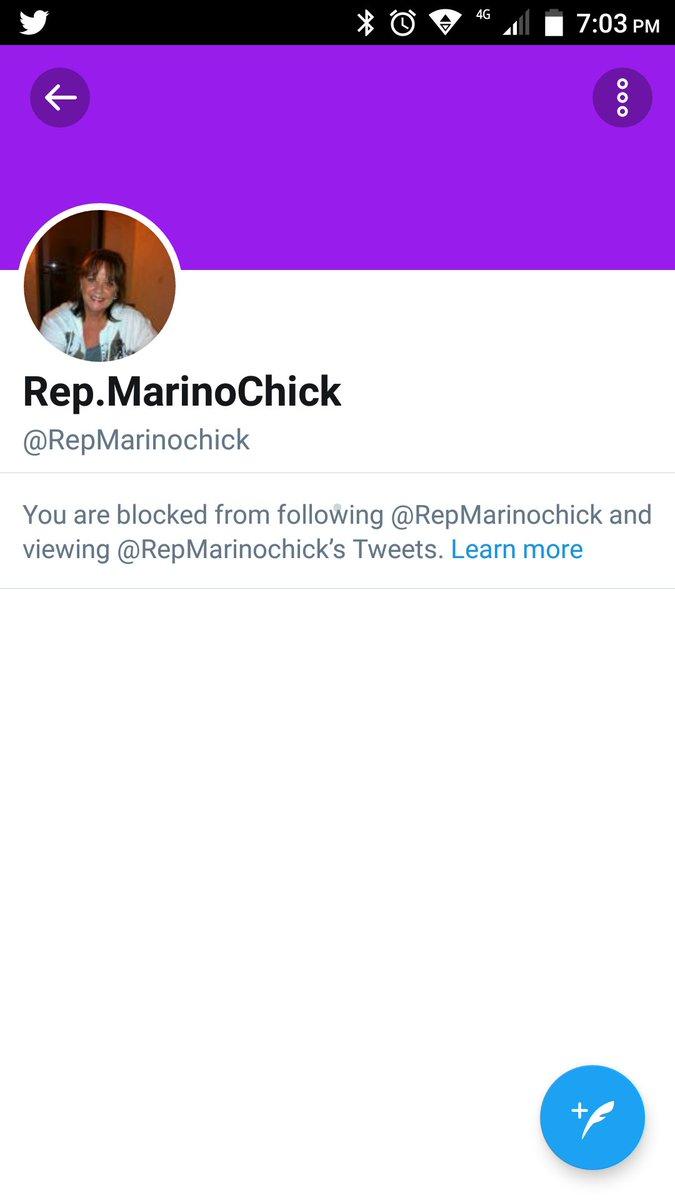 4G 7:03 PM
Rep.MarinoChick
@RepMarinochick
You are blocked from following @RepMarinochick and
viewing @RepMarinochick’s Tweets. Learn more